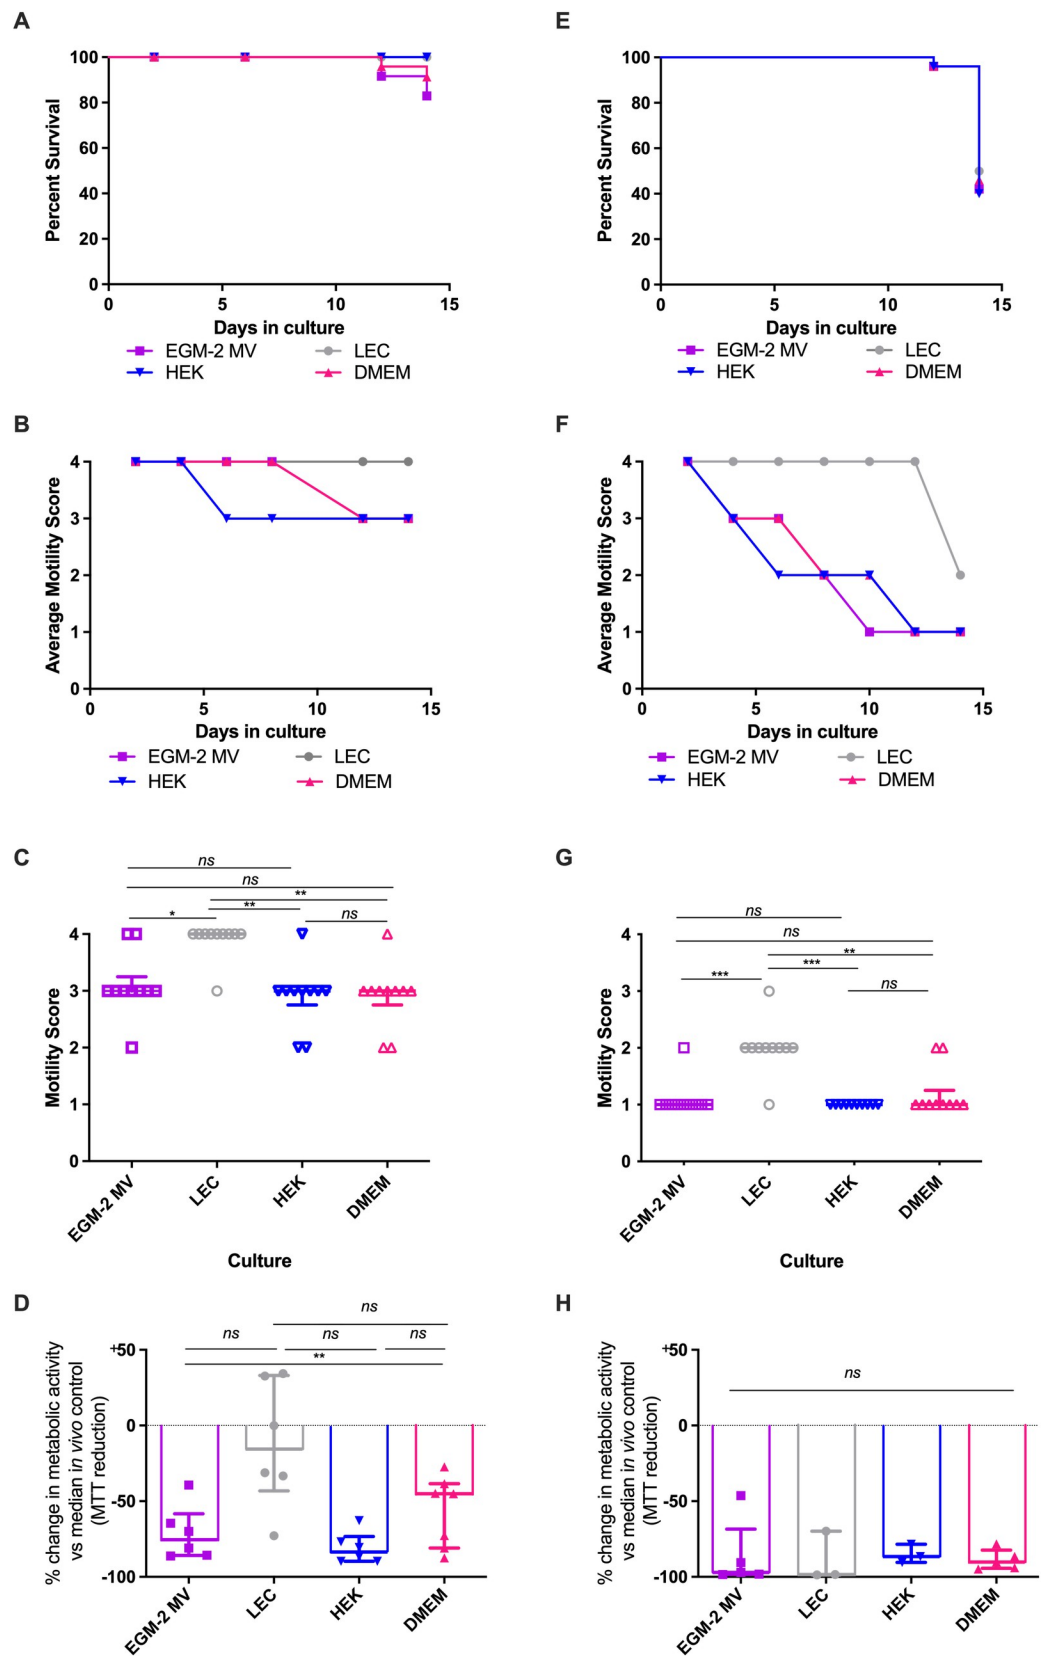 A
100
80
60
40
20
0
Percent Survival
0 5 10 15
Days in culture
EGM-2 MV LEC
HEK DMEM
E
100
80
60
40
20
0
Percent Survival
0 5 10 15
Days in culture
EGM-2 MV LEC
HEK DMEM
B
4
3
2
1
0
Average Motility Score
0 5 10 15
Days in culture
EGM-2 MV LEC
HEK DMEM
F
4
3
2
1
0
Average Motility Score
0 5 10 15
Days in culture
EGM-2 MV LEC
HEK DMEM
C
ns
ns
**
**
* ns
4
3
2
1
0
Motility Score
EGM-2 MV LEC HEK DMEM
Culture
G
ns
ns
**
***
***
ns
4
3
2
1
0
Motility Score
EGM-2 MV LEC HEK DMEM
Culture
D
ns
ns ns ns
**
+50
0
-50
-100
% change in metabolic activity
vs median in vivo control
(MTT reduction)
EGM-2 MV LEC HEK DMEM
H
ns
+50
0
-50
-100
% change in metabolic activity
vs median in vivo control
(MTT reduction)
EGM-2 MV LEC HEK DMEM